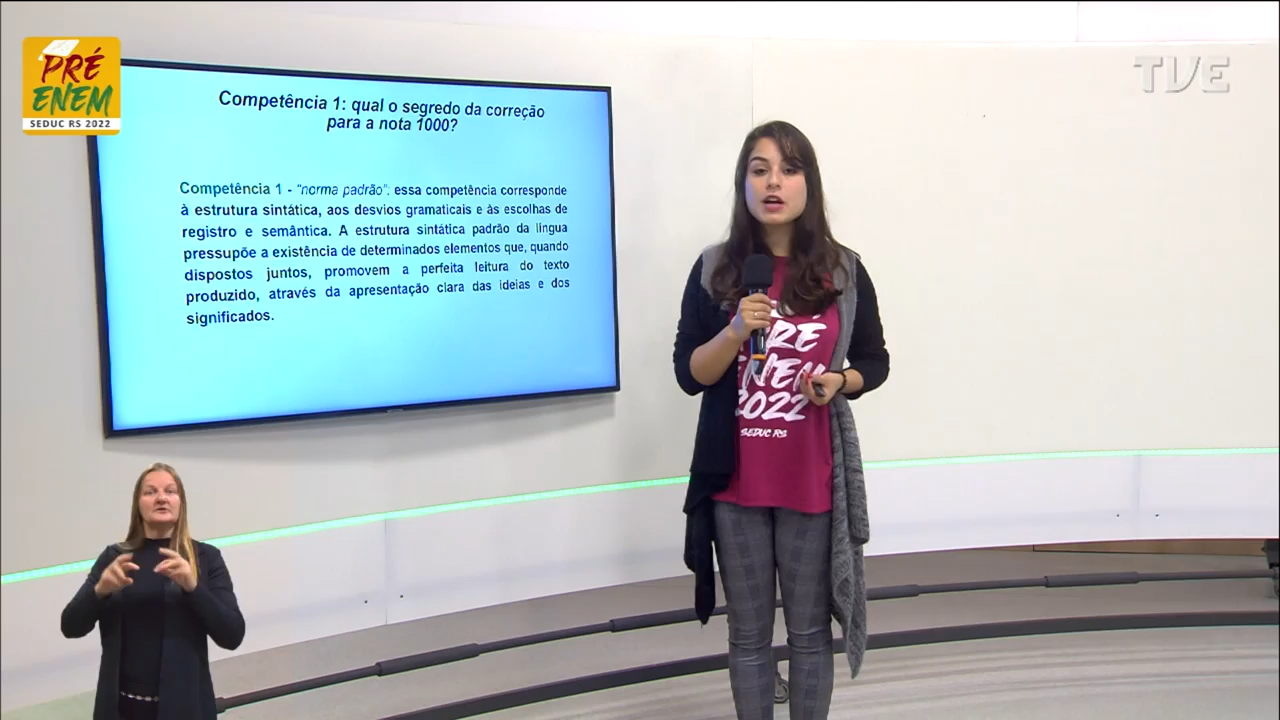 PRÉ
ENEM
SEDUC RS 2022
TVE
Competência 1: qual o segredo da correção
para a nota 1000?
Competência 1 - "norma padrão": essa competência corresponde
à estrutura sintática, aos desvios gramaticais e às escolhas de
registro e semântica. A estrutura sintática padrão da língua
pressupõe a existência de determinados elementos que, quando
dispostos juntos, promovem a perfeita leitura do texto
produzido, através da apresentação clara das ideias e dos
significados.
2022
SEDUC RS